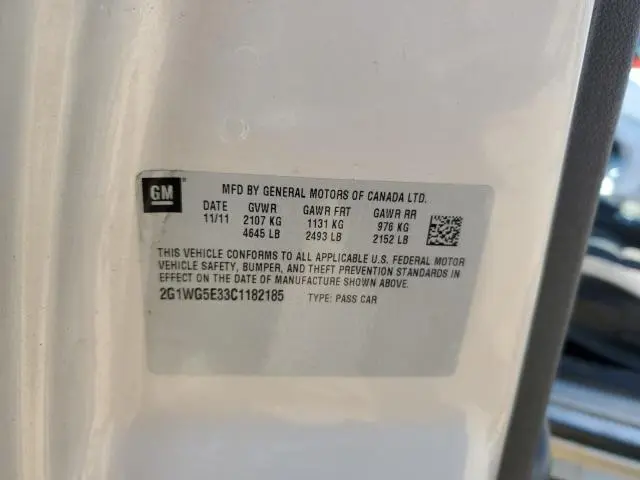 GM
MFD BY GENERAL MOTORS OF CANADA LTD.
DATE GVWR GAWR FRT GAWR RR
11/11 2107 KG 1131 KG 976 KG
4645 LB 2493 LB 2152 LB
THIS VEHICLE CONFORMS TO ALL APPLICABLE U.S. FEDERAL MOTOR
VEHICLE SAFETY, BUMPER, AND THEFT PREVENTION STANDARDS IN
EFFECT ON THE DATE OF MANUFACTURE SHOWN ABOVE.
2G1WG5E33C1182185 TYPE: PASS CAR